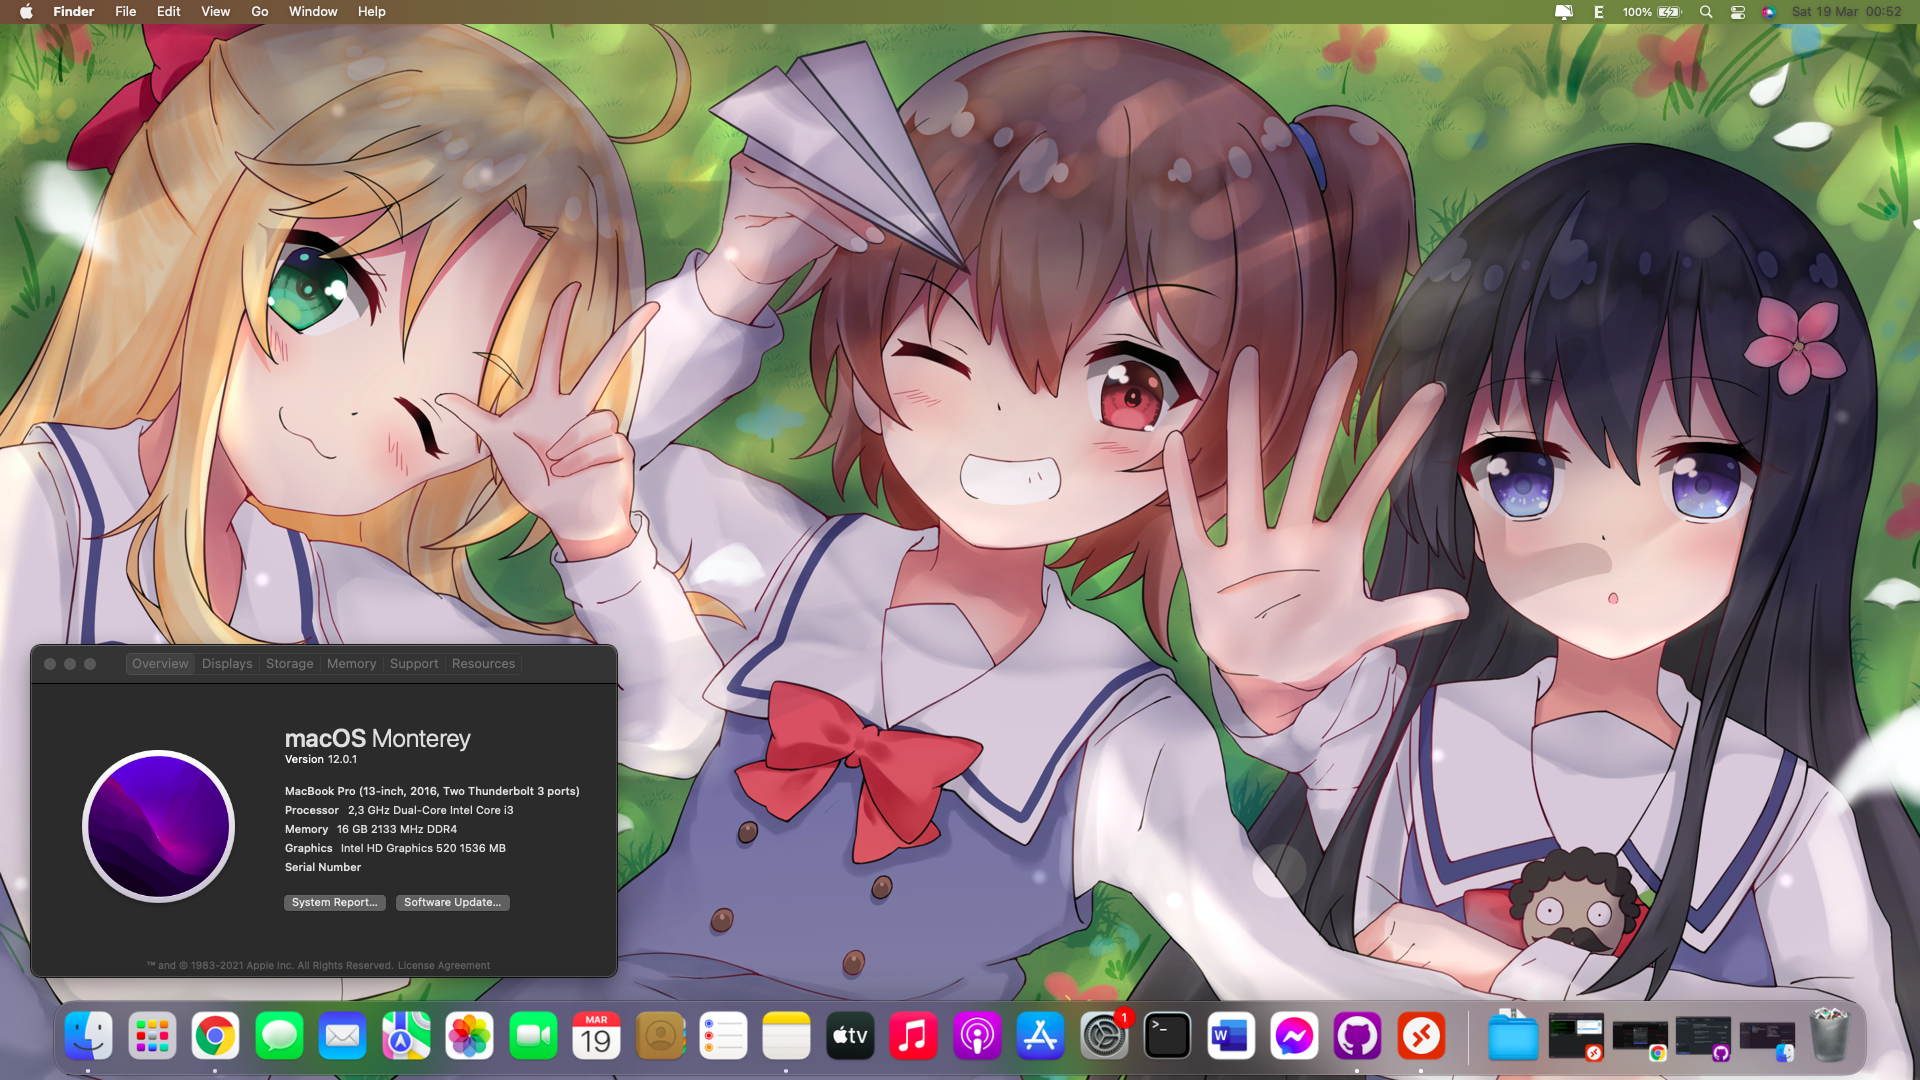 Finder File Edit View Go Window Help
E 100% Sat 19 Mar 00:52
Overview Displays Storage Memory Support Resources
macOS Monterey
Version 12.0.1
MacBook Pro (13-inch, 2016, Two Thunderbolt 3 ports)
Processor 2,3 GHz Dual-Core Intel Core i3
Memory 16 GB 2133 MHz DDR4
Graphics Intel HD Graphics 520 1536 MB
Serial Number
System Report... Software Update...
™ and © 1983-2021 Apple Inc. All Rights Reserved. License Agreement
MAR
19
tv
1
>_
W